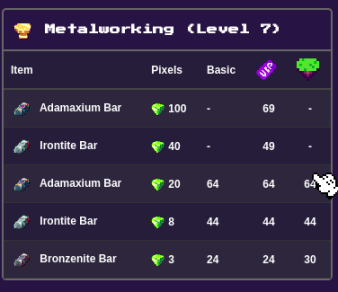 Metalworking (Level 7)
Item Pixels Basic VIP
Adamaxium Bar 100 - 69 -
Irontite Bar 40 - 49 -
Adamaxium Bar 20 64 64 64
Irontite Bar 8 44 44 44
Bronzenite Bar 3 24 24 30